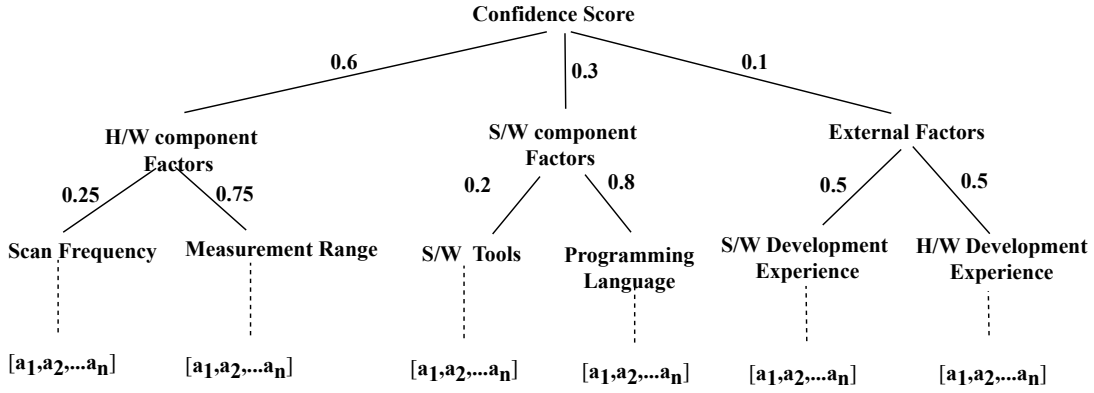 Confidence Score
0.6
0.3
0.1
H/W component
Eactors
S/W component
Factors
External Factors
0.25
0.75
0.2
0.8
0.5
0.5
Scan Frequency
Measurement Range
S/W Tools
Programming
Language
S/W Development
Experience
H/W Development
Experience
[a1,a2,...an]
[a1,a2,...an]
[a1,a2,...an]
[a1,a2,...an]
[a1,a2,...an]
[a1,a2,...an]